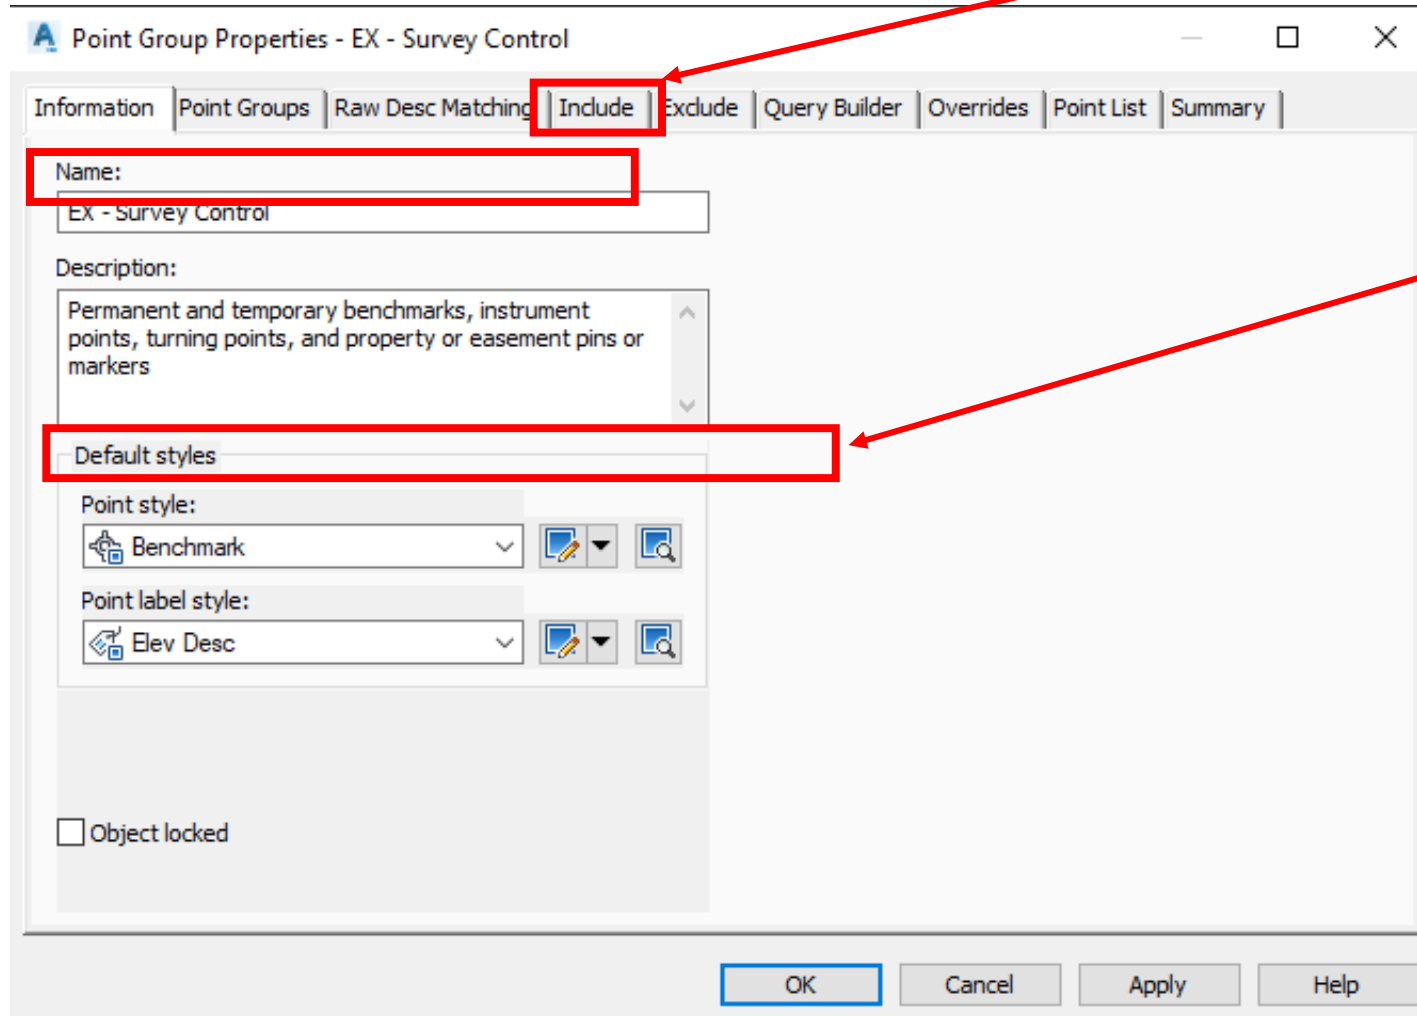 Point Group Properties - EX - Survey Control
Information Point Groups Raw Desc Matching Include Exclude Query Builder Overrides Point List Summary
Name:
EX - Survey Control
Description:
Permanent and temporary benchmarks, instrument
points, turning points, and property or easement pins or
markers
Default styles
Point style:
Benchmark
Point label style:
Elev Desc
Object locked
OK Cancel Apply Help